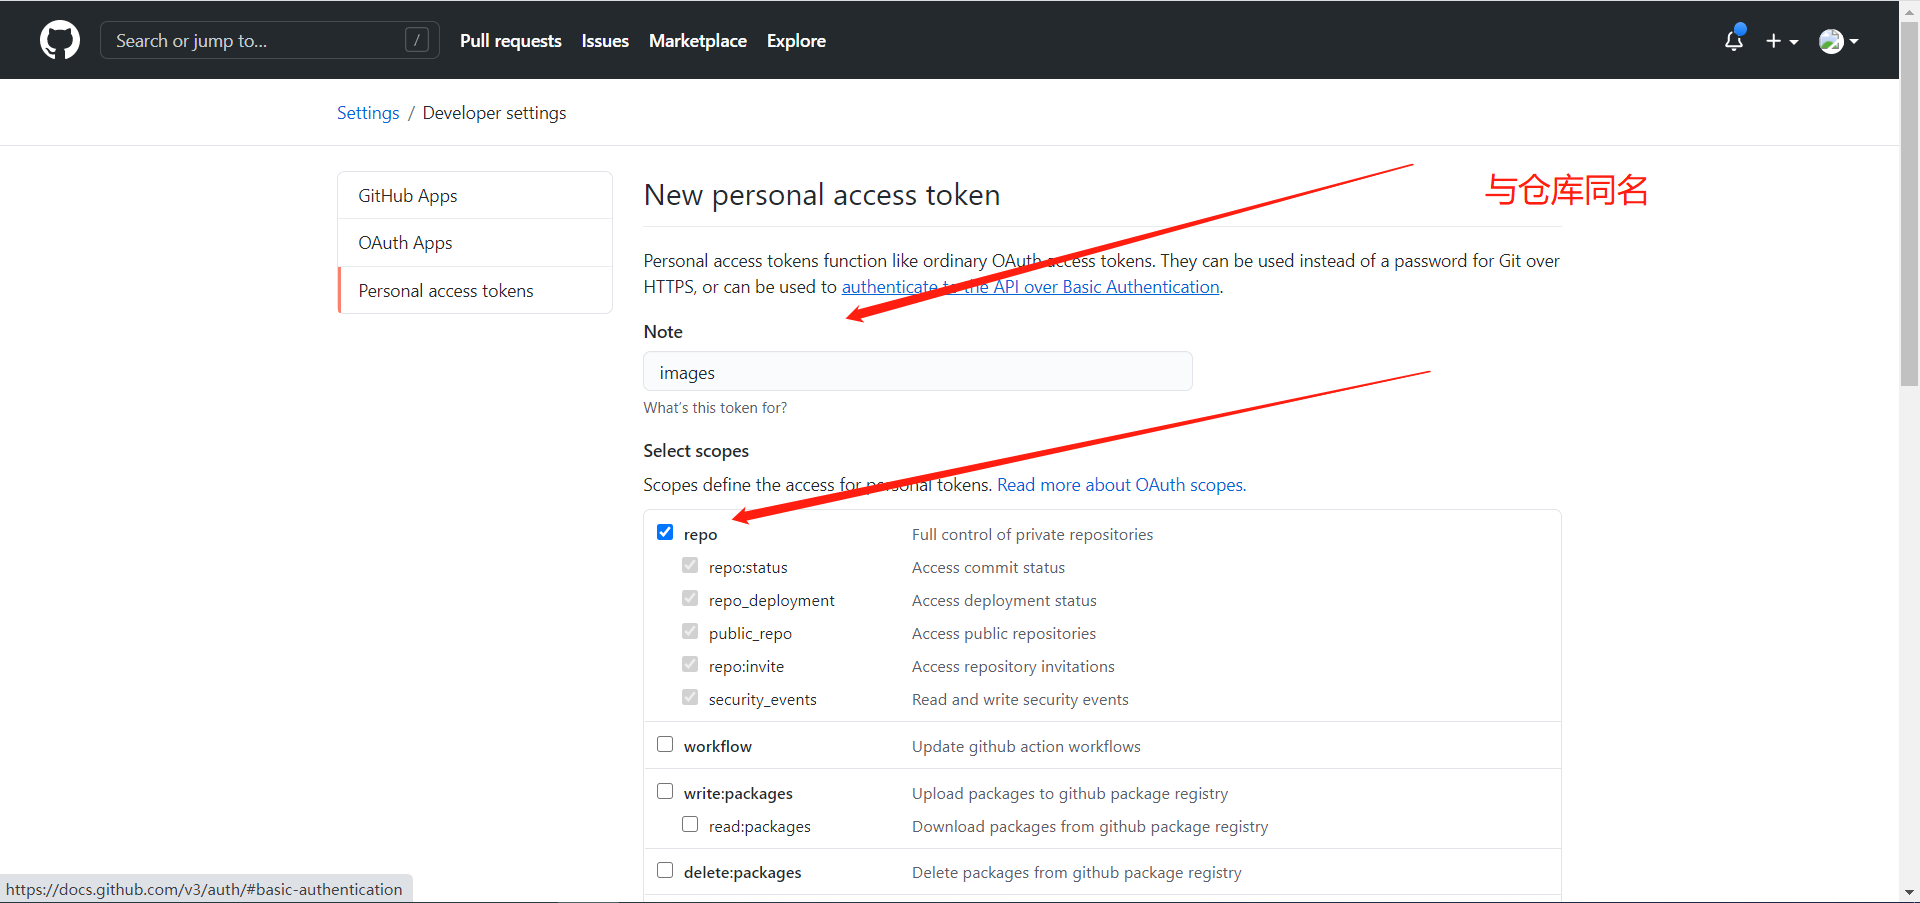 Search or jump to... /
Pull requests
Issues
Marketplace
Explore
Settings / Developer settings
GitHub Apps
OAuth Apps
Personal access tokens
New personal access token
与仓库同名
Personal access tokens function like ordinary OAuth access tokens. They can be used instead of a password for Git over
HTTPS, or can be used to authenticate to the API over Basic Authentication.
Note
images
What's this token for?
Select scopes
Scopes define the access for personal tokens. Read more about OAuth scopes.
repo Full control of private repositories
repo:status Access commit status
repo_deployment Access deployment status
public_repo Access public repositories
repo:invite Access repository invitations
security_events Read and write security events
workflow Update github action workflows
write:packages Upload packages to github package registry
read:packages Download packages from github package registry
delete:packages Delete packages from github package registry
https://docs.github.com/v3/auth/#basic-authentication